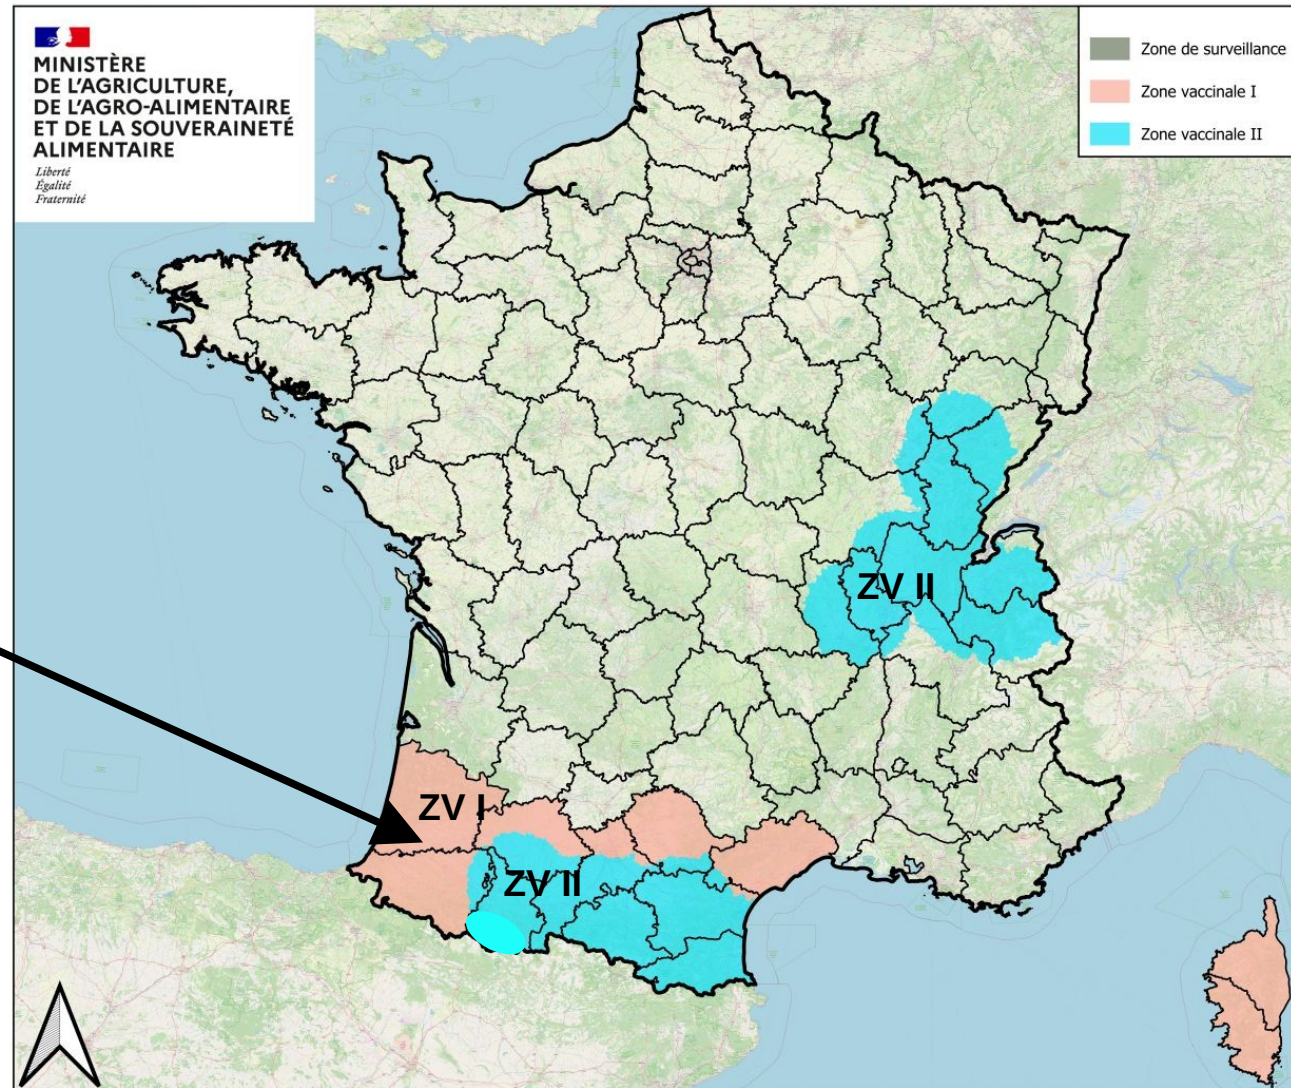 MINISTÈRE
DE L'AGRICULTURE,
DE L'AGRO-ALIMENTAIRE
ET DE LA SOUVERAINETÉ
ALIMENTAIRE
Liberté
Égalité
Fraternité
Zone de surveillance
Zone vaccinale I
Zone vaccinale II
ZV II
ZV I
ZV II